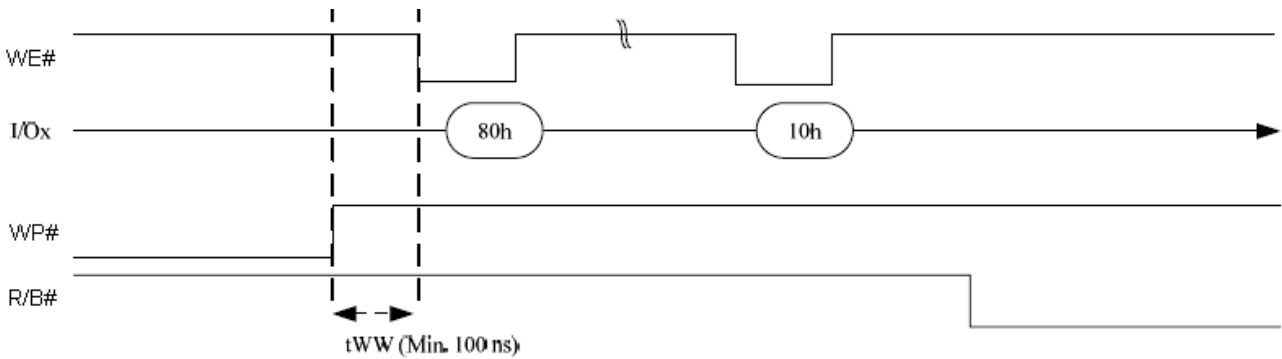 WE#
I/Ox
80h
10h
WP#
R/B#
tWW (Min. 100 ns)